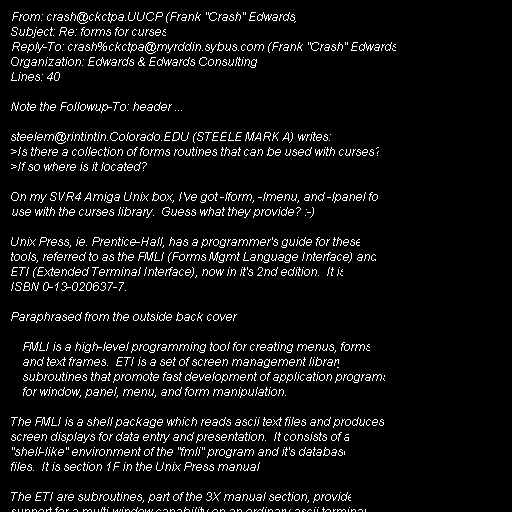 From: crash@ckctpa.UUCP (Frank "Crash" Edwards)
Subject: Re: forms for curses
Reply-To: crash%ckctpa@myrddin.sybus.com (Frank "Crash" Edwards
Organization: Edwards & Edwards Consulting
Lines: 40

Note the Followup-To: header ...

steelem@rintintin.Colorado.EDU (STEELE MARK A) writes:
>Is there a collection of forms routines that can be used with curses?
>If so where is it located?

On my SVR4 Amiga Unix box, I've got -lform, -lmenu, and -lpanel fo
use with the curses library.  Guess what they provide? :-)

Unix Press, ie. Prentice-Hall, has a programmer's guide for these
tools, referred to as the FMLI (Forms Mgmt Language Interface) and
ETI (Extended Terminal Interface), now in it's 2nd edition.  It is
ISBN 0-13-020637-7.

Paraphrased from the outside back cover

FMLI is a high-level programming tool for creating menus, forms
and text frames.  ETI is a set of screen management library
subroutines that promote fast development of application programs
for window, panel, menu, and form manipulation.

The FMLI is a shell package which reads ascii text files and produces
screen displays for data entry and presentation.  It consists of a
"shell-like" environment of the "fmli" program and it's database
files.  It is section 1F in the Unix Press manual

The ETI are subroutines, part of the 3X manual section, provide
support for a multi-window capability on an ordinary ascii terminal